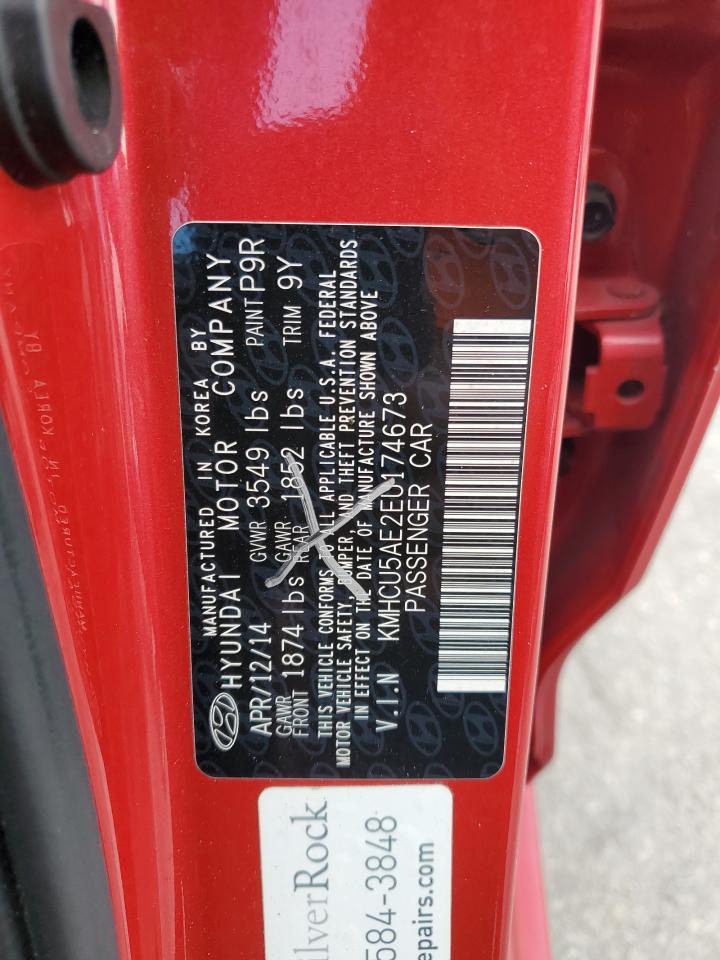 MANUFACTURED IN KOREA BY
HYUNDAI MOTOR COMPANY
APR/12/14 GVWR 3549 lbs PAINT P9R
GAWR FRONT 1874 lbs GAWR REAR 1852 lbs TRIM 9Y
THIS VEHICLE CONFORMS TO ALL APPLICABLE U.S.A. FEDERAL
MOTOR VEHICLE SAFETY, BUMPER, AND THEFT PREVENTION STANDARDS
IN EFFECT ON THE DATE OF MANUFACTURE SHOWN ABOVE
V.I.N KMHCU5AE2EU174673
PASSENGER CAR
ilverRock
584-3848
epairs.com